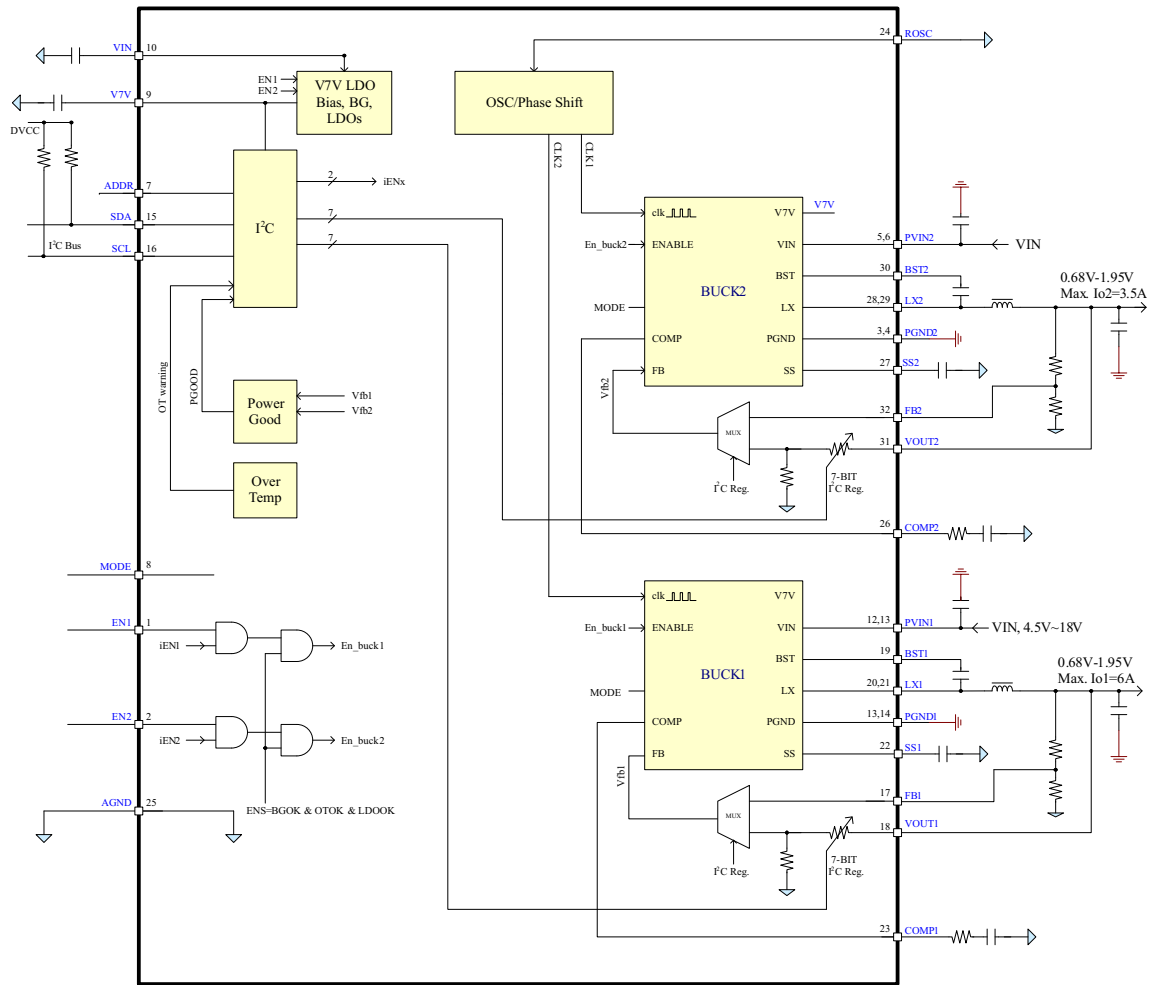 VIN
10
V7V
9
DVCC
ADDR
7
SDA
15
I²C Bus
SCL
16
EN1
EN2
V7V LDO
Bias, BG,
LDOs
I²C
2
iENx
7
7
OT warning
PGOOD
Power
Good
Vfb1
Vfb2
Over
Temp
MODE
8
EN1
1
iEN1
En_buck1
EN2
2
iEN2
En_buck2
ENS=BGOK & OTOK & LDOOK
AGND
25
24
ROSC
OSC/Phase Shift
CLK2
CLK1
clk
V7V
V7V
En_buck2
ENABLE
VIN
5,6
PVIN2
VIN
BST
30
BST2
BUCK2
MODE
LX
28,29
LX2
0.68V-1.95V
Max. Io2=3.5A
COMP
PGND
3,4
PGND2
FB
SS
27
SS2
Vfb2
MUX
32
FB2
31
VOUT2
I²C Reg.
7-BIT
I²C Reg.
26
COMP2
clk
V7V
En_buck1
ENABLE
VIN
12,13
PVIN1
VIN, 4.5V~18V
BST
19
BST1
BUCK1
MODE
LX
20,21
LX1
0.68V-1.95V
Max. Io1=6A
COMP
PGND
13,14
PGND1
FB
SS
22
SS1
Vfb1
MUX
17
FB1
18
VOUT1
I²C Reg.
7-BIT
I²C Reg.
23
COMP1